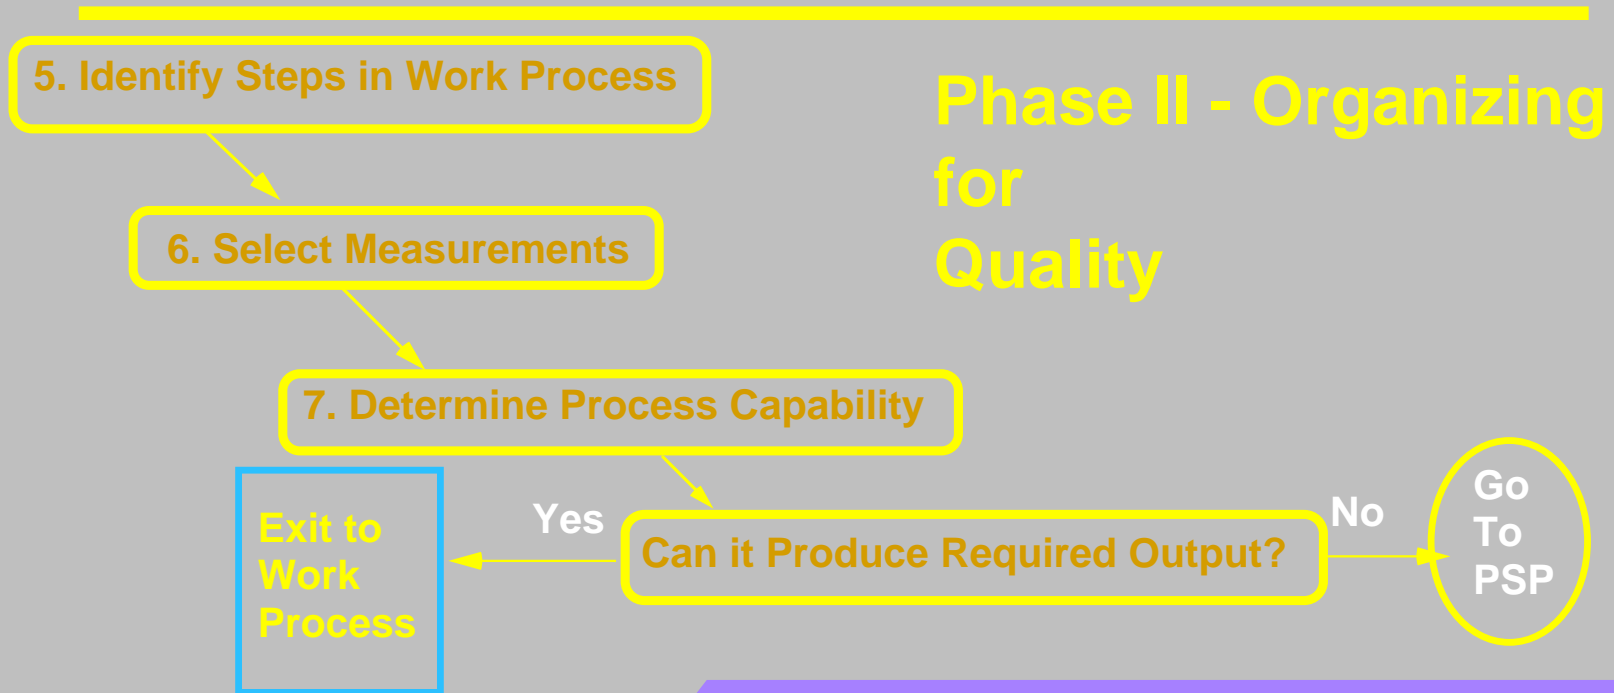 5. Identify Steps in Work Process
Phase II - Organizing
for
Quality
6. Select Measurements
7. Determine Process Capability
Exit to
Work
Process
Yes
Can it Produce Required Output?
No
Go
To
PSP